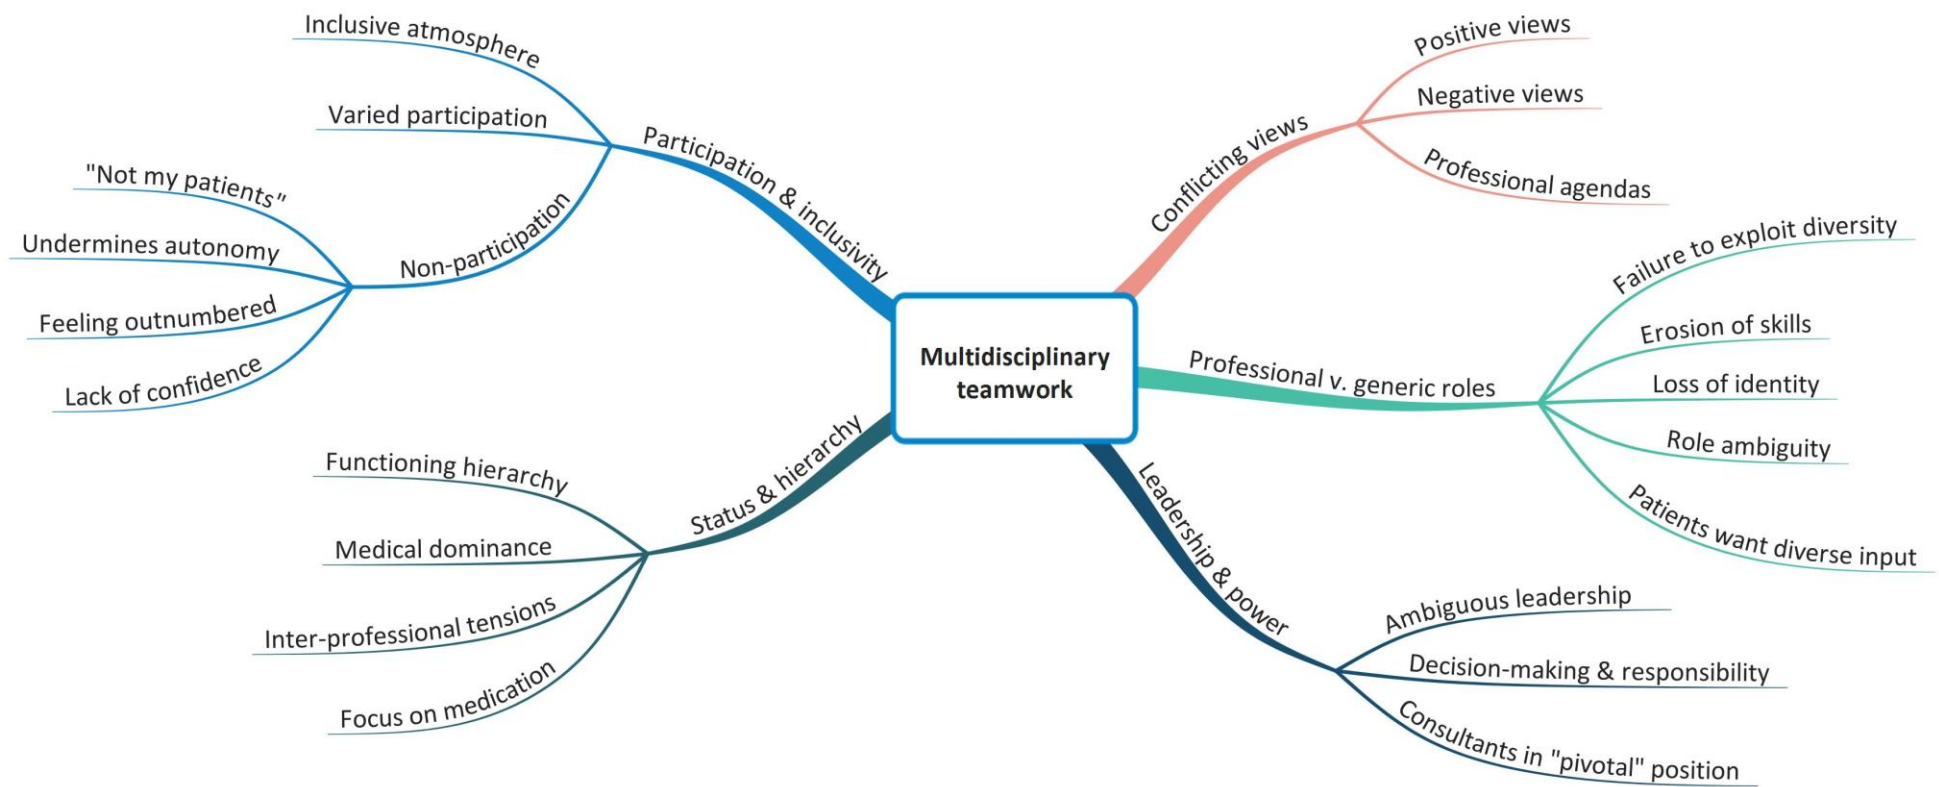 Multidisciplinary
teamwork
Conflicting views
Positive views
Negative views
Professional agendas
Professional v. generic roles
Failure to exploit diversity
Erosion of skills
Loss of identity
Role ambiguity
Patients want diverse input
Leadership & power
Ambiguous leadership
Decision-making & responsibility
Consultants in "pivotal" position
Participation & inclusivity
Inclusive atmosphere
Varied participation
Non-participation
"Not my patients"
Undermines autonomy
Feeling outnumbered
Lack of confidence
Status & hierarchy
Functioning hierarchy
Medical dominance
Inter-professional tensions
Focus on medication